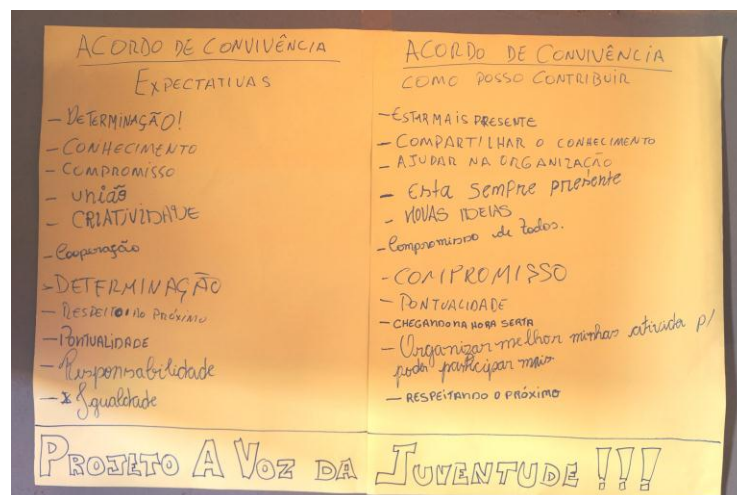 ACORDO DE CONVIVÊNCIA
EXPECTATIVAS
- DETERMINAÇÃO!
- CONHECIMENTO
- COMPROMISSO
- união
- CRIATIVIDADE
- Cooperação
- DETERMINAÇÃO
- RESPEITO AO PRÓXIMO
- PONTUALIDADE
- Responsabilidade
- Igualdade
ACORDO DE CONVIVÊNCIA
COMO POSSO CONTRIBUIR
- ESTAR MAIS PRESENTE
- COMPARTILHAR O CONHECIMENTO
- AJUDAR NA ORGANIZAÇÃO
- Esta sempre presente
- NOVAS IDEIAS
- Compromisso de todos.
- COMPROMISSO
- PONTUALIDADE
- CHEGANDO NA HORA SERTA
- Organizar melhor minhas p/
poder participar mais
- RESPEITANDO O PRÓXIMO
PROJETO A VOZ DA JUVENTUDE !!!